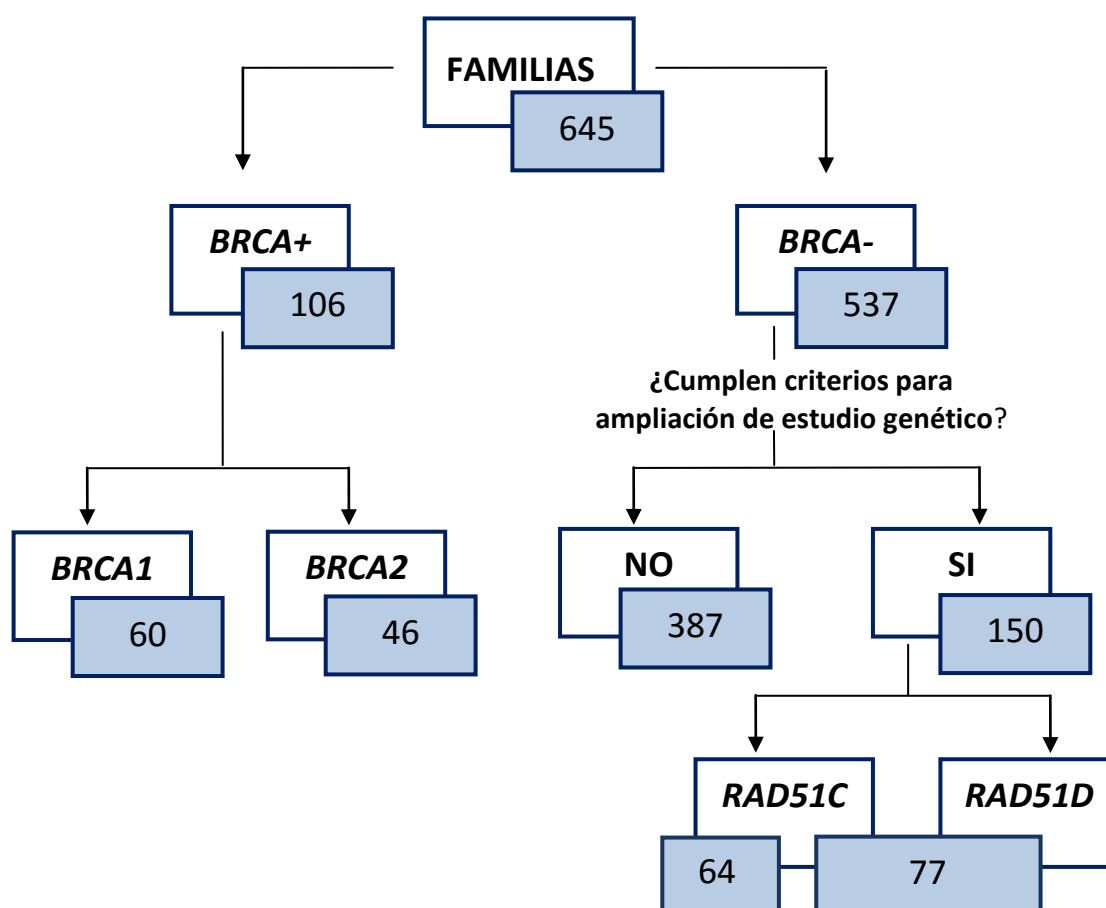 FAMILIAS
645
BRCA+
106
BRCA-
537
¿Cumplen criterios para
ampliación de estudio genético?
BRCA1
60
BRCA2
46
NO
387
SI
150
RAD51C
RAD51D
64
77